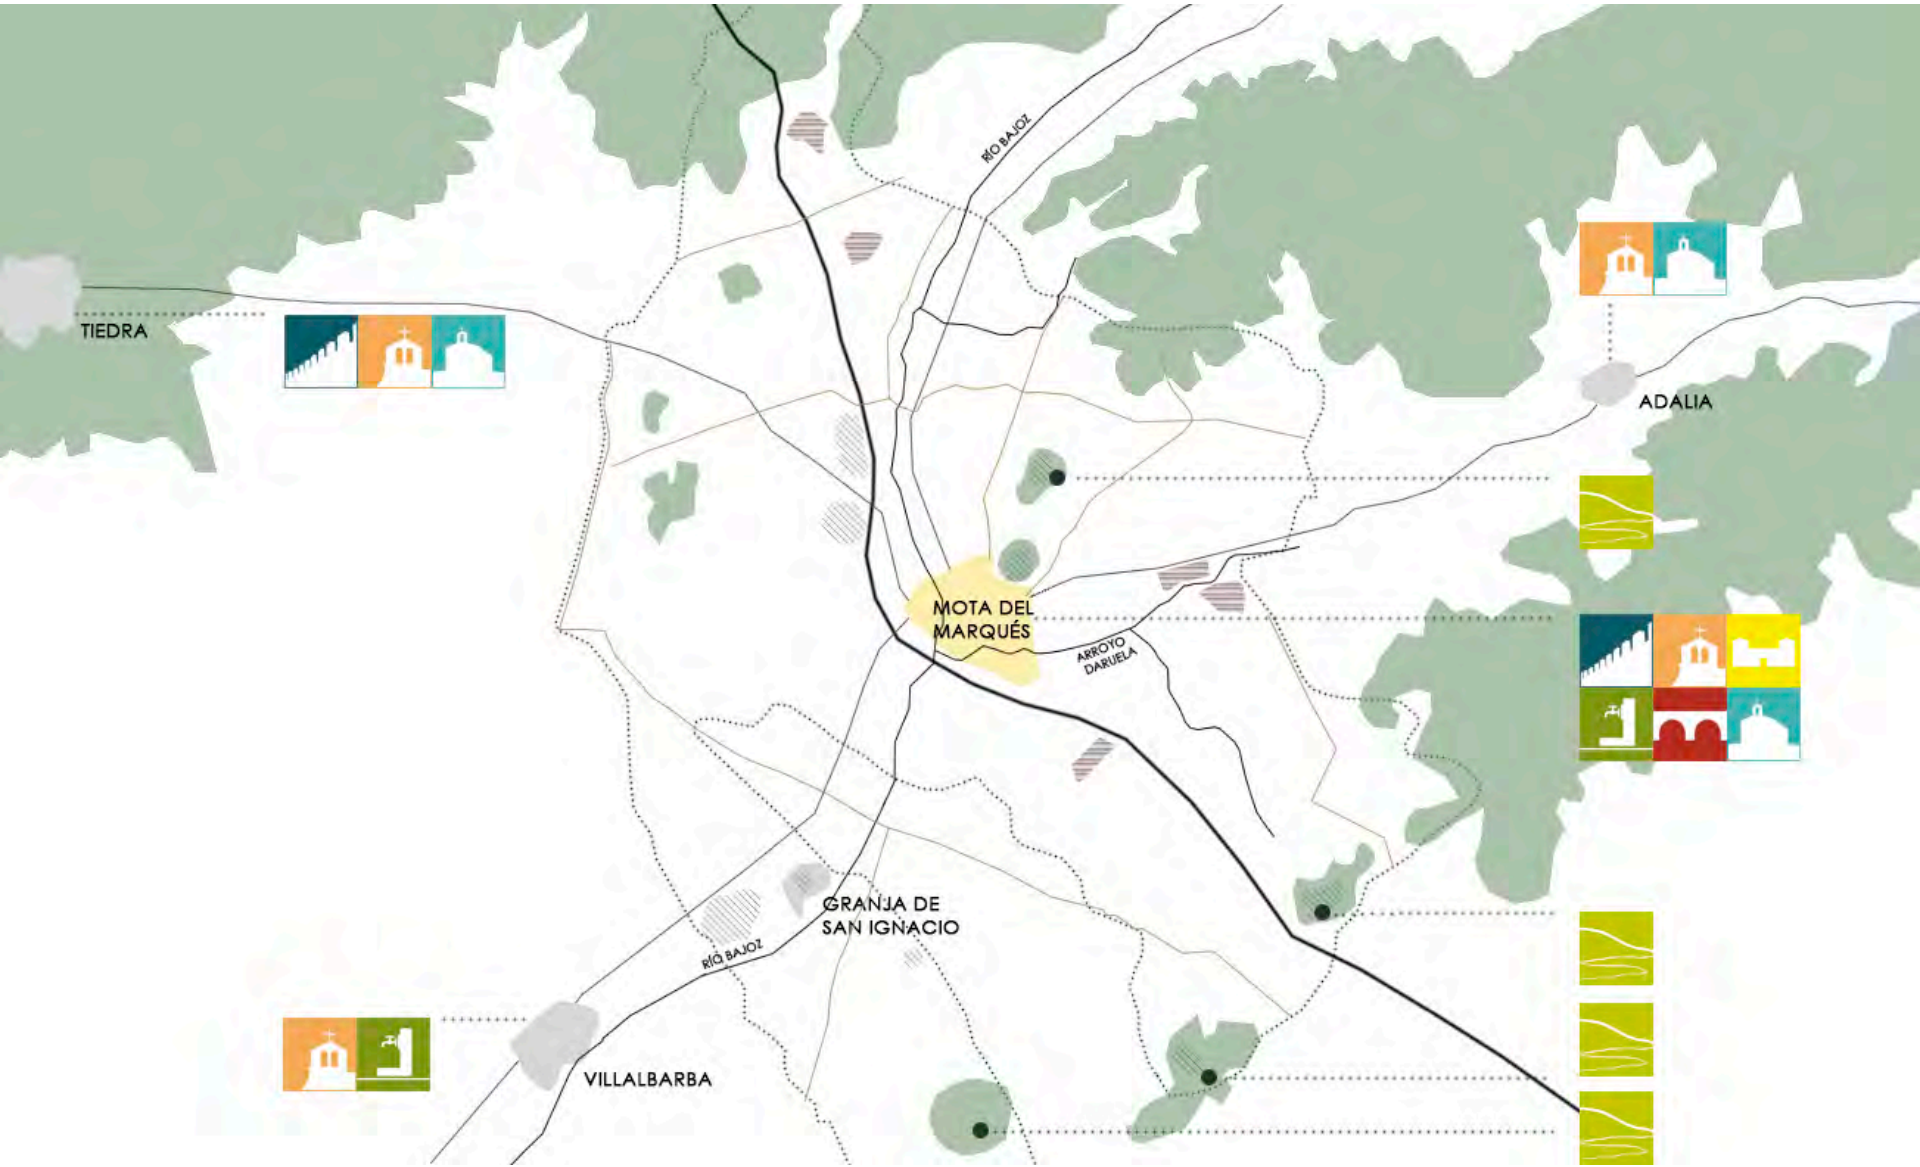 RÍO BAJOZ
TIEDRA
ADALIA
MOTA DEL
MARQUÉS
ARROYO
DARUELA
GRANJA DE
SAN IGNACIO
RÍO BAJOZ
VILLALBARBA